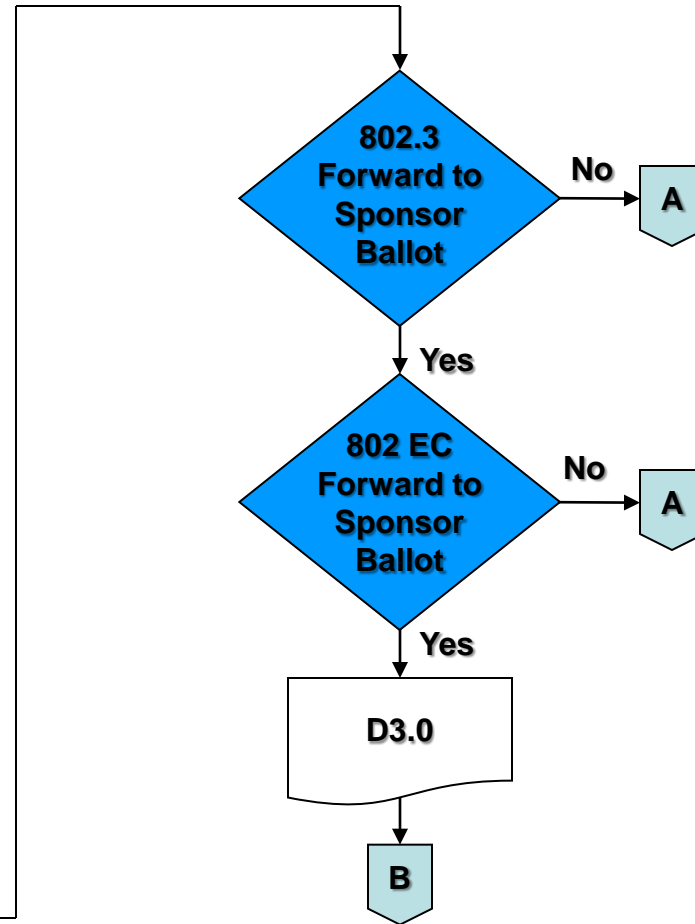 802.3
Forward to
Sponsor
Ballot
No
A
Yes
802 EC
Forward to
Sponsor
Ballot
No
A
Yes
D3.0
B